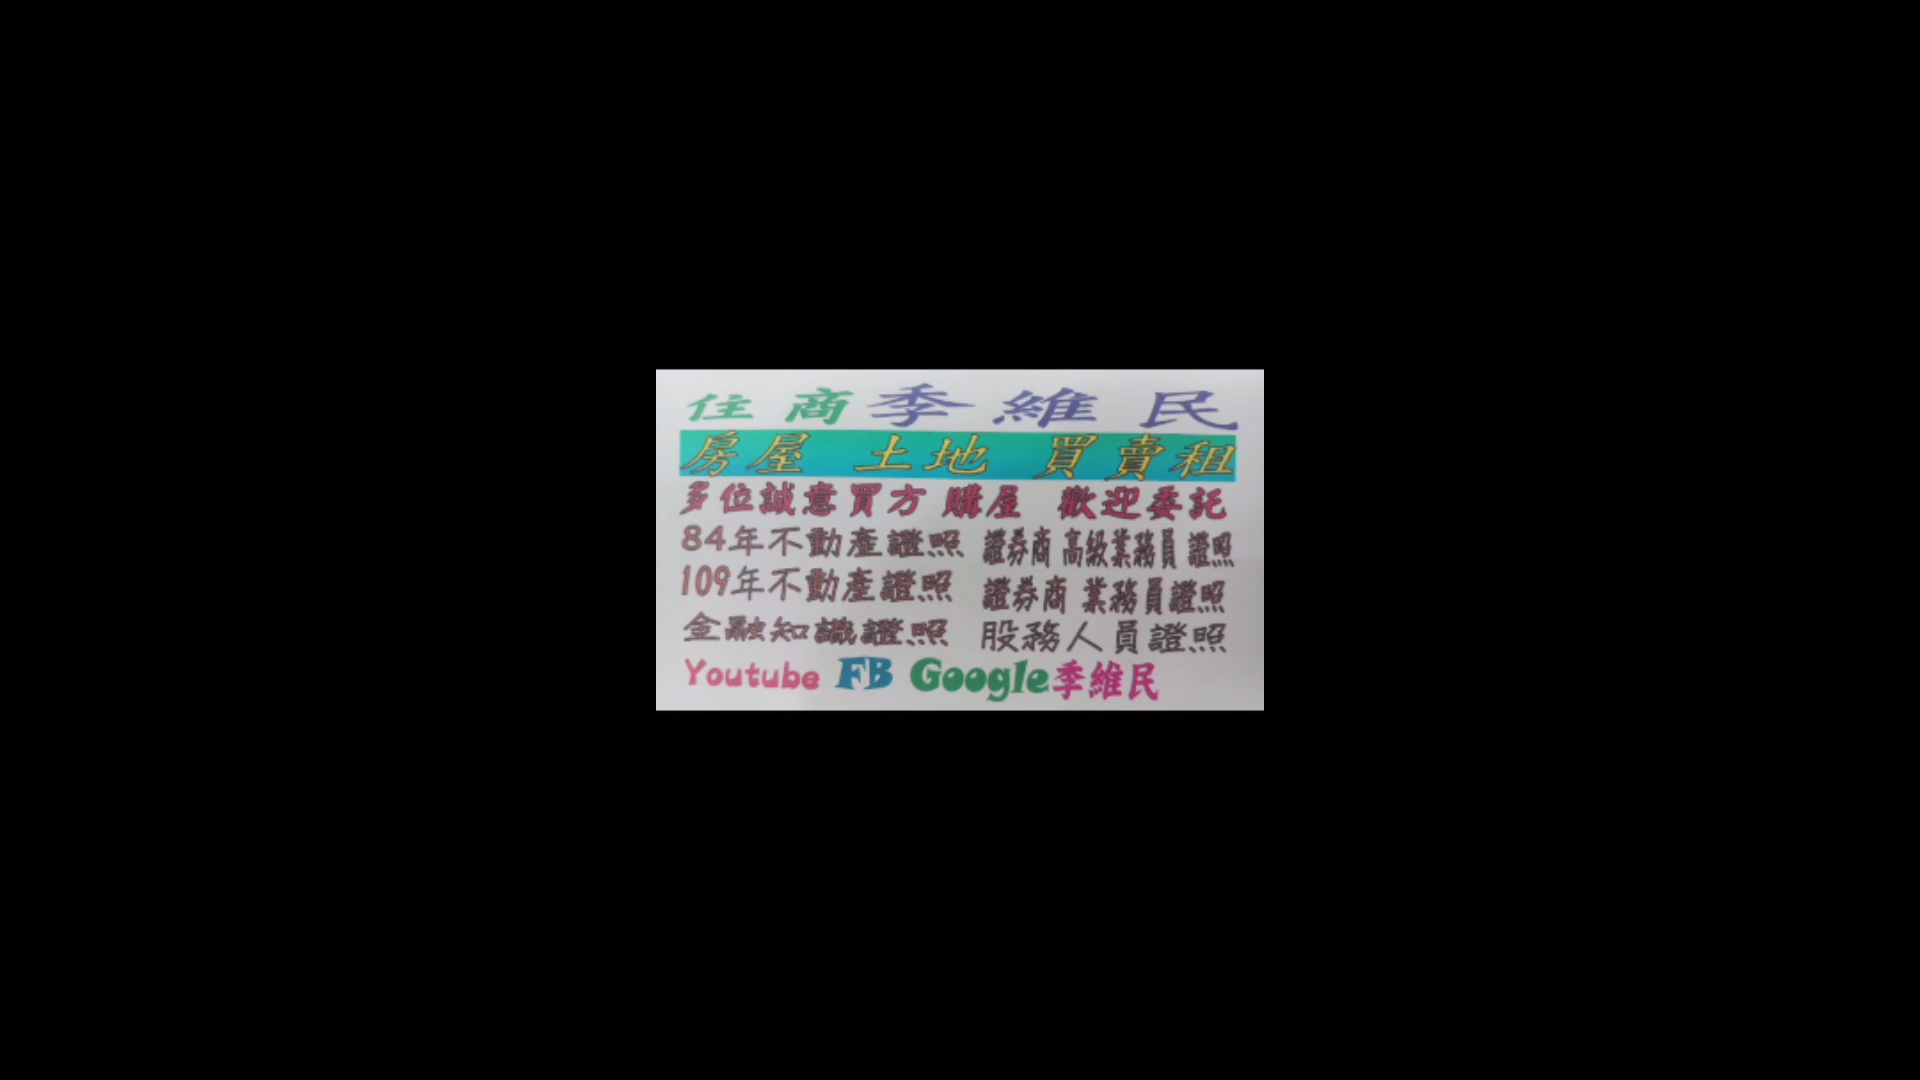 住商季維民
房屋 土地 買賣租
多位誠意買方 購屋 歡迎委託
84年不動產證照 證券商 高級業務員 證照
109年不動產證照 證券商 業務員證照
金融知識證照 股務人員證照
Youtube FB Google季維民